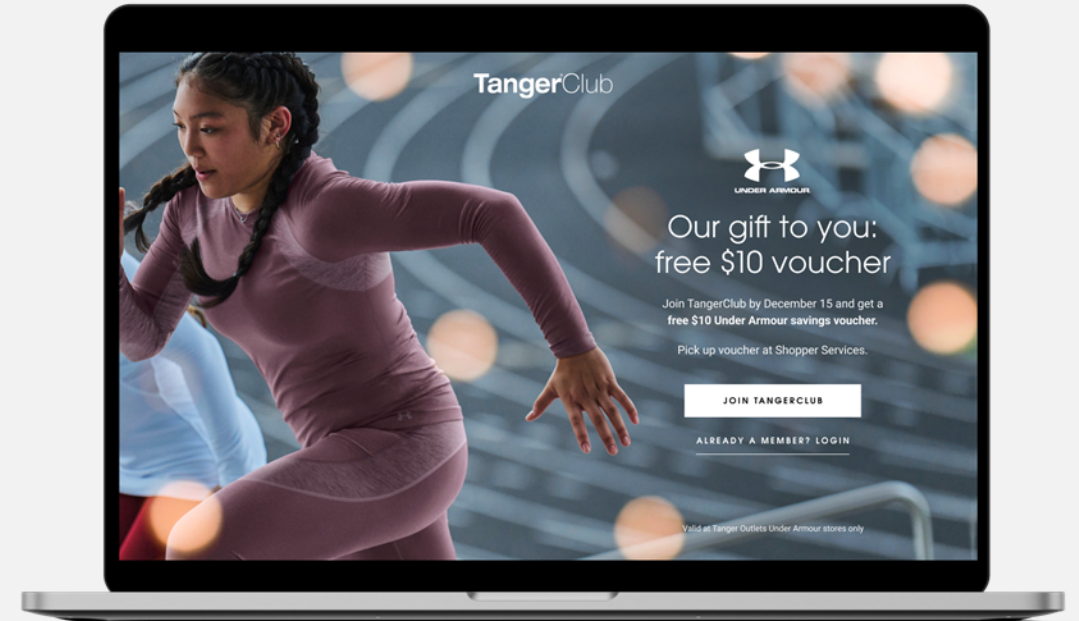 TangerClub
UNDER ARMOUR
Our gift to you:
free $10 voucher
Join TangerClub by December 15 and get a
free $10 Under Armour savings voucher.
Pick up voucher at Shopper Services.
JOIN TANGERCLUB
ALREADY A MEMBER? LOGIN
Valid at Tanger Outlets Under Armour stores only